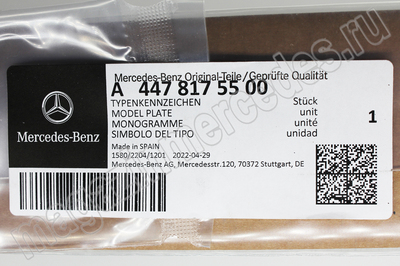 Mercedes-Benz Original-Teile/Geprüfte Qualität
A 447 817 55 00
TYPENKENNZEICHEN Stück
MODEL PLATE unit
MONOGRAMME unité
SIMBOLO DEL TIPO unidad
1
Made in SPAIN
1580/2204/1201 2022-04-29
Mercedes-Benz AG, Mercedesstr.120, 70372 Stuttgart, DE
Mercedes-Benz